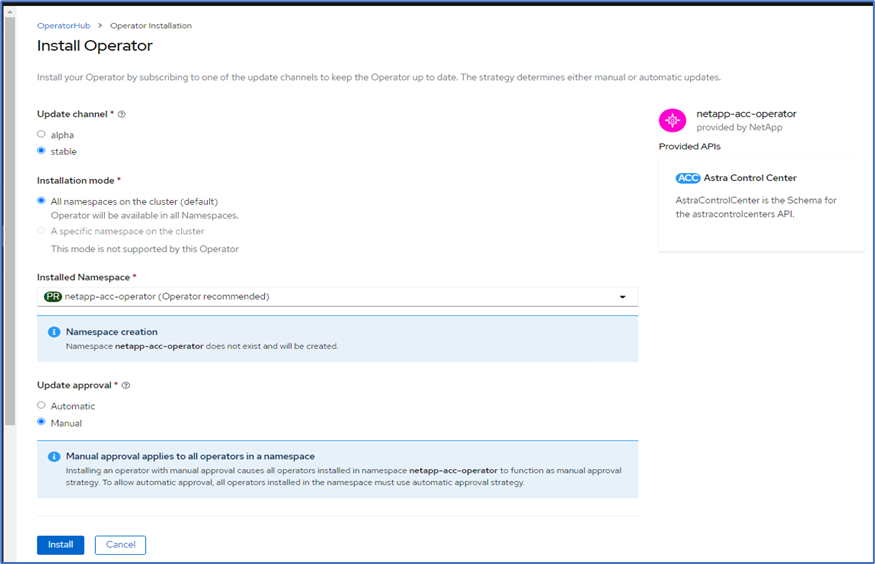 OperatorHub > Operator Installation
Install Operator
Install your Operator by subscribing to one of the update channels to keep the Operator up to date. The strategy determines either manual or automatic updates.
Update channel *
alpha
stable
Installation mode *
All namespaces on the cluster (default)
Operator will be available in all Namespaces.
A specific namespace on the cluster
This mode is not supported by this Operator
Installed Namespace *
PR netapp-acc-operator (Operator recommended)
Namespace creation
Namespace netapp-acc-operator does not exist and will be created.
Update approval *
Automatic
Manual
Manual approval applies to all operators in a namespace
Installing an operator with manual approval causes all operators installed in namespace netapp-acc-operator to function as manual approval
strategy. To allow automatic approval, all operators installed in the namespace must use automatic approval strategy.
Install Cancel
netapp-acc-operator
provided by NetApp
Provided APIs
ACC Astra Control Center
AstraControlCenter is the Schema for
the astracontrolcenters API.